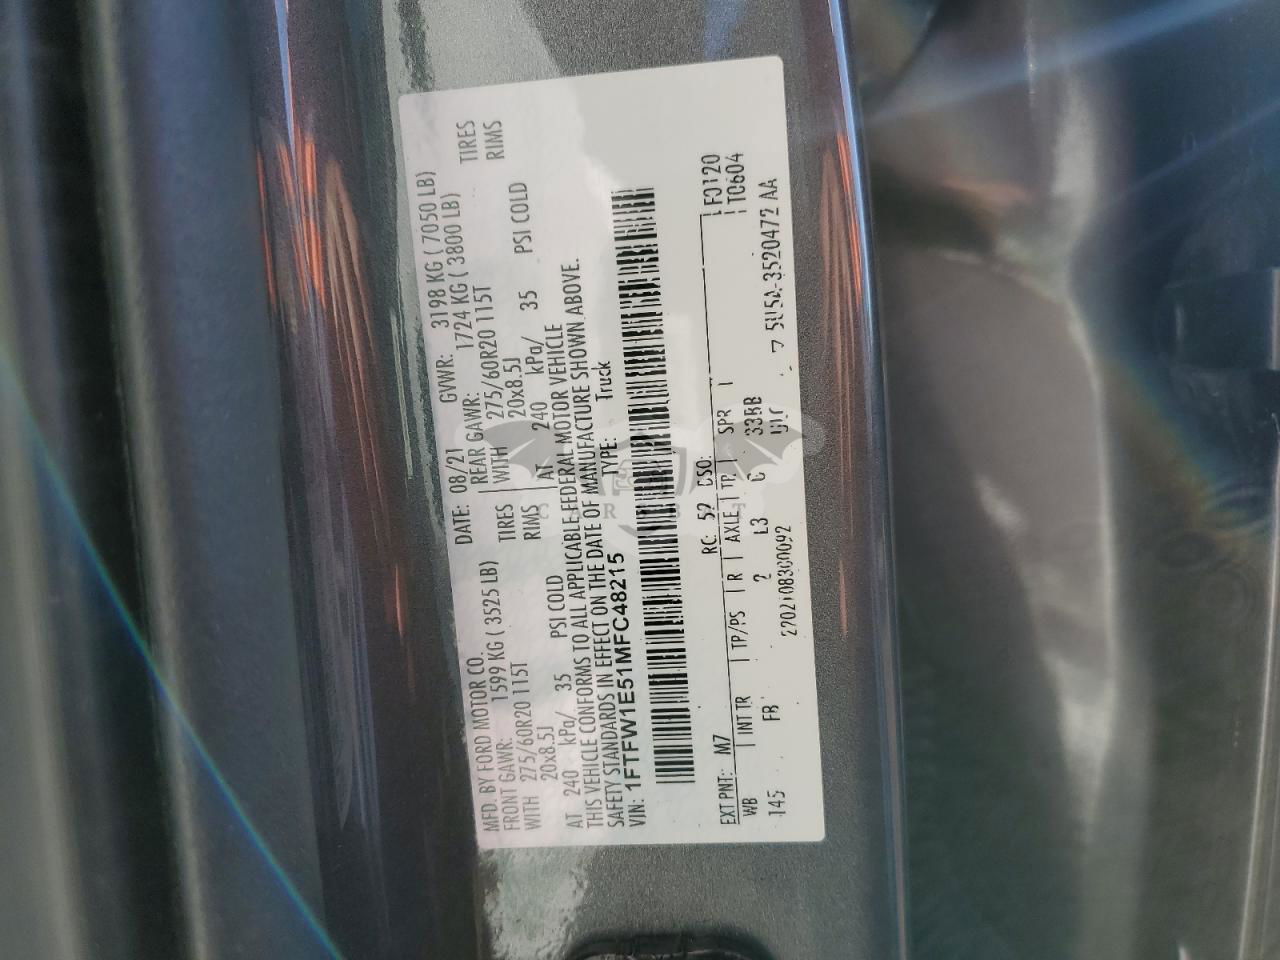 MFD. BY FORD MOTOR CO.
DATE: 08/21 GVWR: 3198 KG ( 7050 LB)
FRONT GAWR: 1599 KG ( 3525 LB) REAR GAWR: 1724 KG ( 3800 LB)
WITH 275/60R20 115T TIRES WITH 275/60R20 115T TIRES
20x8.5J RIMS 20x8.5J RIMS
AT 240 kPa/ 35 PSI COLD AT 240 kPa/ 35 PSI COLD
THIS VEHICLE CONFORMS TO ALL APPLICABLE FEDERAL MOTOR VEHICLE
SAFETY STANDARDS IN EFFECT ON THE DATE OF MANUFACTURE SHOWN ABOVE.
VIN: 1FTFW1E51MFC48215 TYPE: Truck
EXT PNT: M7 RC: 52 DSO: F0120
WB INT TR TP/PS R AXLE TR SPR T0604
145 FB 2 L3
5U5A-3520472 AA